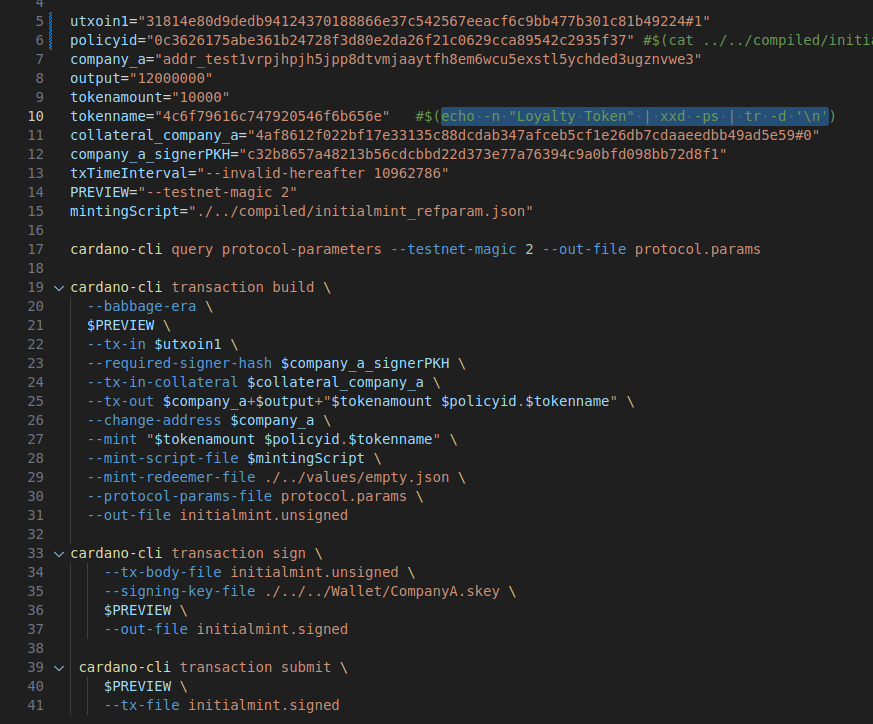 4
5 utxoin1="31814e80d9dedb94124370188866e37c542567eeacf6c9bb477b301c81b49224#1"
6 policyid="0c3626175abe361b24728f3d80e2da26f21c0629cca89542c2935f37" #$(cat ../../compiled/initia
7 company_a="addr_test1vrpjhpjh5jpp8dtvmjaaytfh8em6wcu5exstl5ychded3ugznvwe3"
8 output="12000000"
9 tokenamount="10000"
10 tokenname="4c6f79616c747920546f6b656e" #$(echo -n "Loyalty Token" | xxd -ps | tr -d '\n')
11 collateral_company_a="4af8612f022bf17e33135c88dcdab347afceb5cf1e26db7cdaaeedbb49ad5e59#0"
12 company_a_signerPKH="c32b8657a48213b56cdcbbd22d373e77a76394c9a0bfd098bb72d8f1"
13 txTimeInterval="--invalid-hereafter 10962786"
14 PREVIEW="--testnet-magic 2"
15 mintingScript="./../compiled/initialmint_refparam.json"
16
17 cardano-cli query protocol-parameters --testnet-magic 2 --out-file protocol.params
18
19 cardano-cli transaction build \
20 --babbage-era \
21 $PREVIEW \
22 --tx-in $utxoin1 \
23 --required-signer-hash $company_a_signerPKH \
24 --tx-in-collateral $collateral_company_a \
25 --tx-out $company_a+$output+"$tokenamount $policyid.$tokenname" \
26 --change-address $company_a \
27 --mint "$tokenamount $policyid.$tokenname" \
28 --mint-script-file $mintingScript \
29 --mint-redeemer-file ./../values/empty.json \
30 --protocol-params-file protocol.params \
31 --out-file initialmint.unsigned
32
33 cardano-cli transaction sign \
34 --tx-body-file initialmint.unsigned \
35 --signing-key-file ./../../Wallet/CompanyA.skey \
36 $PREVIEW \
37 --out-file initialmint.signed
38
39 cardano-cli transaction submit \
40 $PREVIEW \
41 --tx-file initialmint.signed